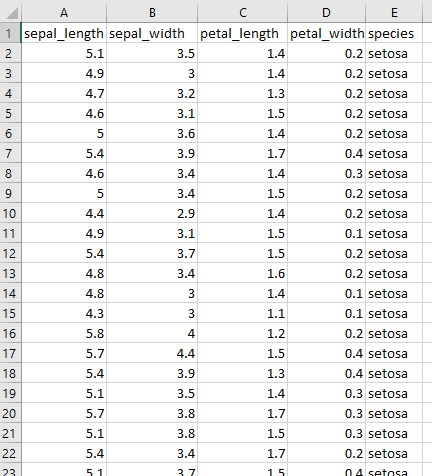 A B C D E
1 sepal_length sepal_width petal_length petal_width species
2 5.1 3.5 1.4 0.2 setosa
3 4.9 3 1.4 0.2 setosa
4 4.7 3.2 1.3 0.2 setosa
5 4.6 3.1 1.5 0.2 setosa
6 5 3.6 1.4 0.2 setosa
7 5.4 3.9 1.7 0.4 setosa
8 4.6 3.4 1.4 0.3 setosa
9 5 3.4 1.5 0.2 setosa
10 4.4 2.9 1.4 0.2 setosa
11 4.9 3.1 1.5 0.1 setosa
12 5.4 3.7 1.5 0.2 setosa
13 4.8 3.4 1.6 0.2 setosa
14 4.8 3 1.4 0.1 setosa
15 4.3 3 1.1 0.1 setosa
16 5.8 4 1.2 0.2 setosa
17 5.7 4.4 1.5 0.4 setosa
18 5.4 3.9 1.3 0.4 setosa
19 5.1 3.5 1.4 0.3 setosa
20 5.7 3.8 1.7 0.3 setosa
21 5.1 3.8 1.5 0.3 setosa
22 5.4 3.4 1.7 0.2 setosa
23 5.1 3.7 1.5 0.4 setosa